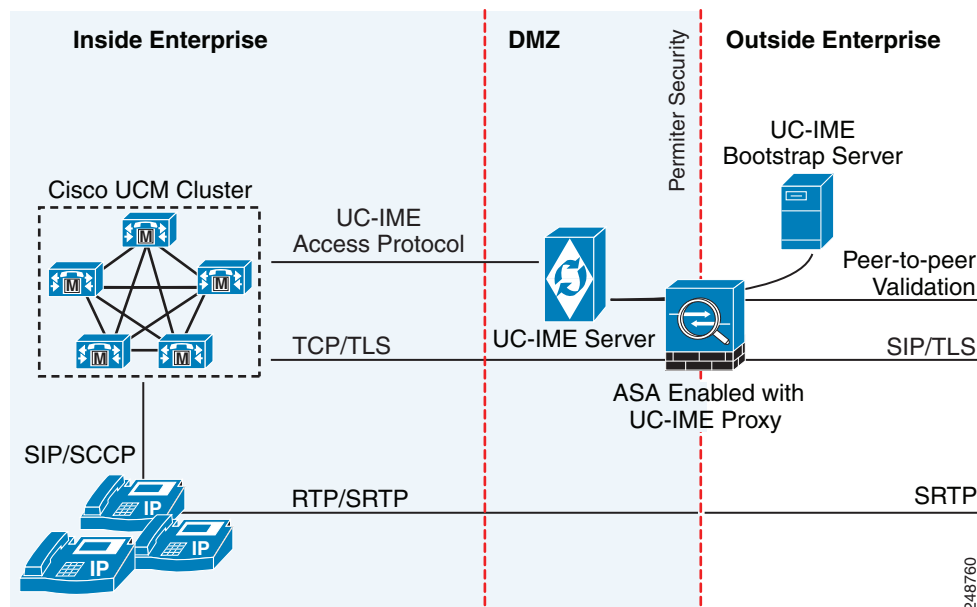 Inside Enterprise
DMZ
Outside Enterprise
Permiter Security
UC-IME
Bootstrap Server
Cisco UCM Cluster
M
M
M
M
M
UC-IME
Access Protocol
Peer-to-peer
Validation
UC-IME Server
TCP/TLS
SIP/TLS
ASA Enabled with
UC-IME Proxy
SIP/SCCP
IP
IP
IP
RTP/SRTP
SRTP
248760